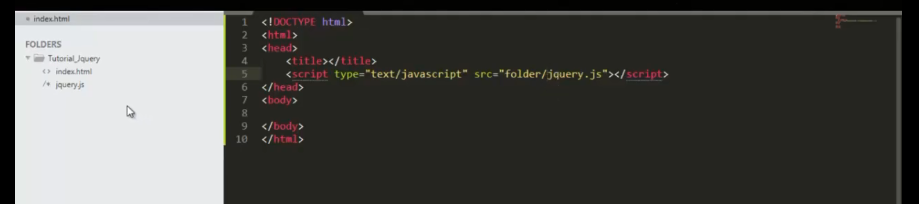 index.html
FOLDERS
Tutorial_Jquery
<> index.html
/* jquery.js
1 <!DOCTYPE html>
2 <html>
3 <head>
4 <title></title>
5 <script type="text/javascript" src="folder/jquery.js"></script>
6 </head>
7 <body>
8
9 </body>
10 </html>